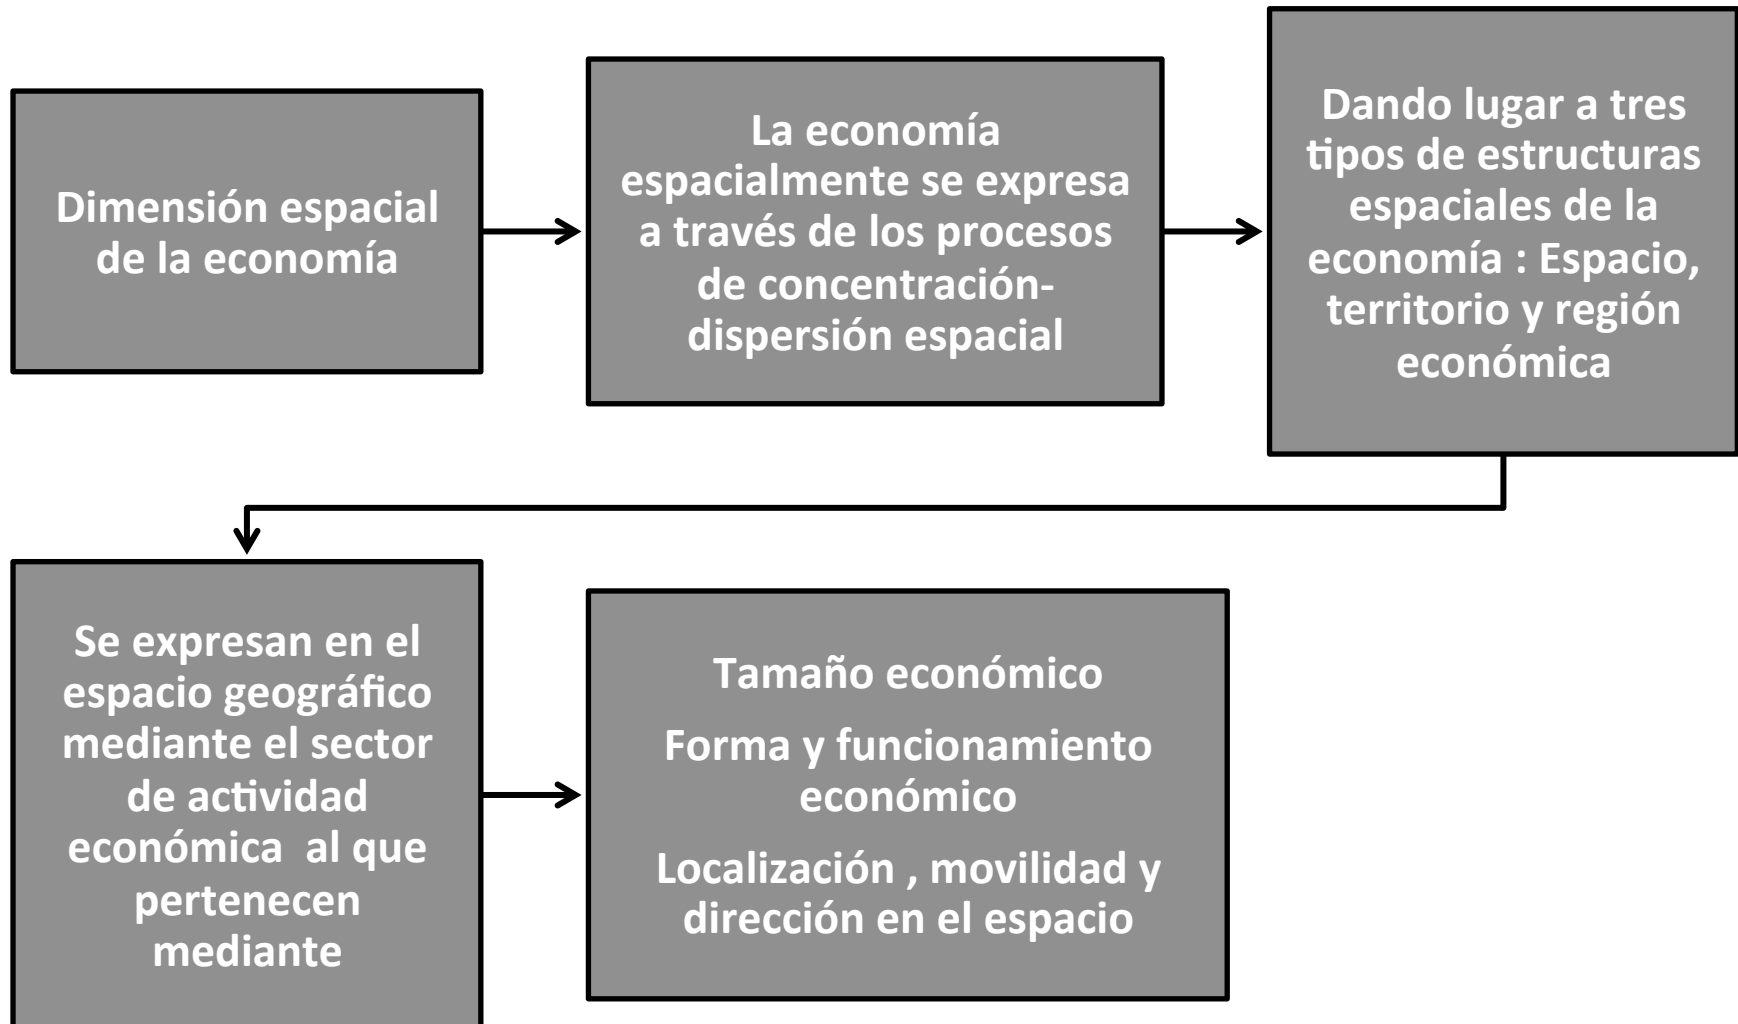 Dimensión espacial
de la economía
La economía
espacialmente se expresa
a través de los procesos
de concentración-
dispersión espacial
Dando lugar a tres
tipos de estructuras
espaciales de la
economía : Espacio,
territorio y región
económica
Se expresan en el
espacio geográfico
mediante el sector
de actividad
económica  al que
pertenecen
mediante
Tamaño económico
Forma y funcionamiento
económico
Localización , movilidad y
dirección en el espacio